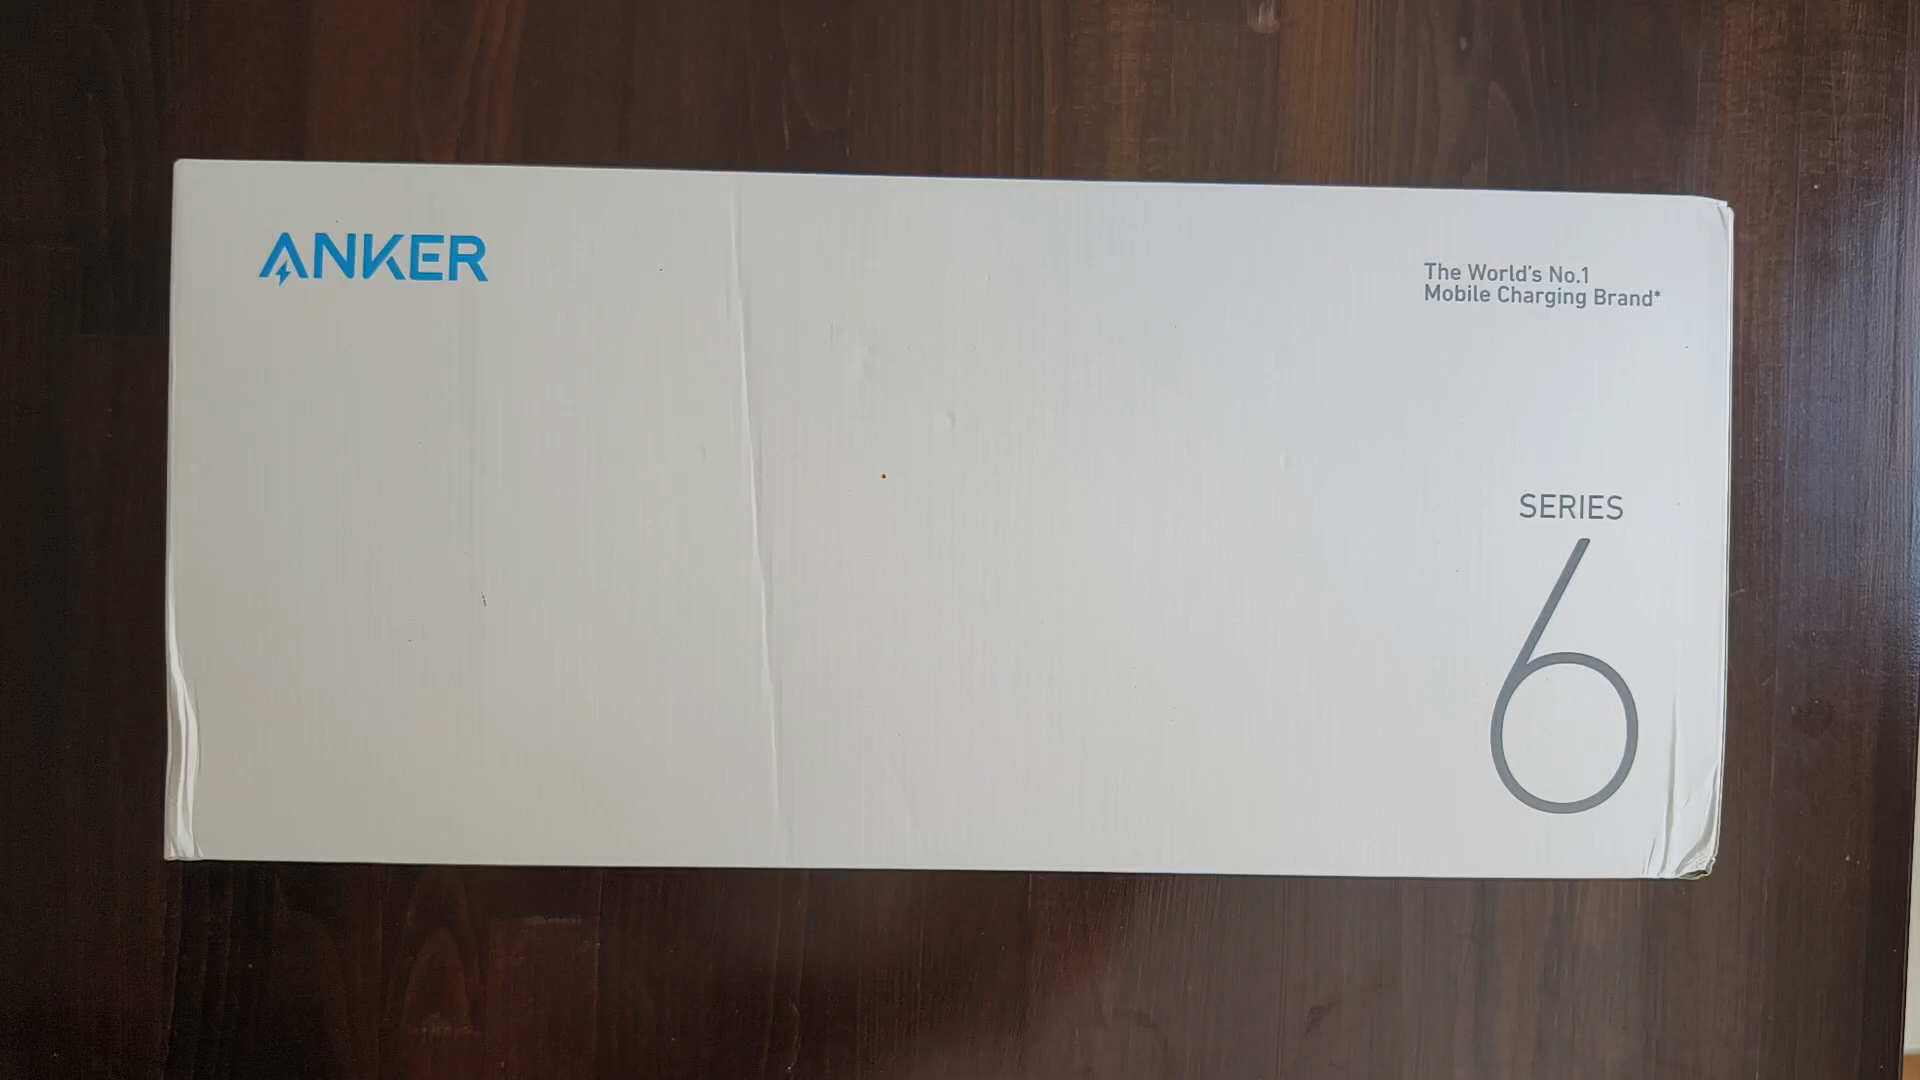 ANKER
The World's No.1
Mobile Charging Brand*
SERIES
6